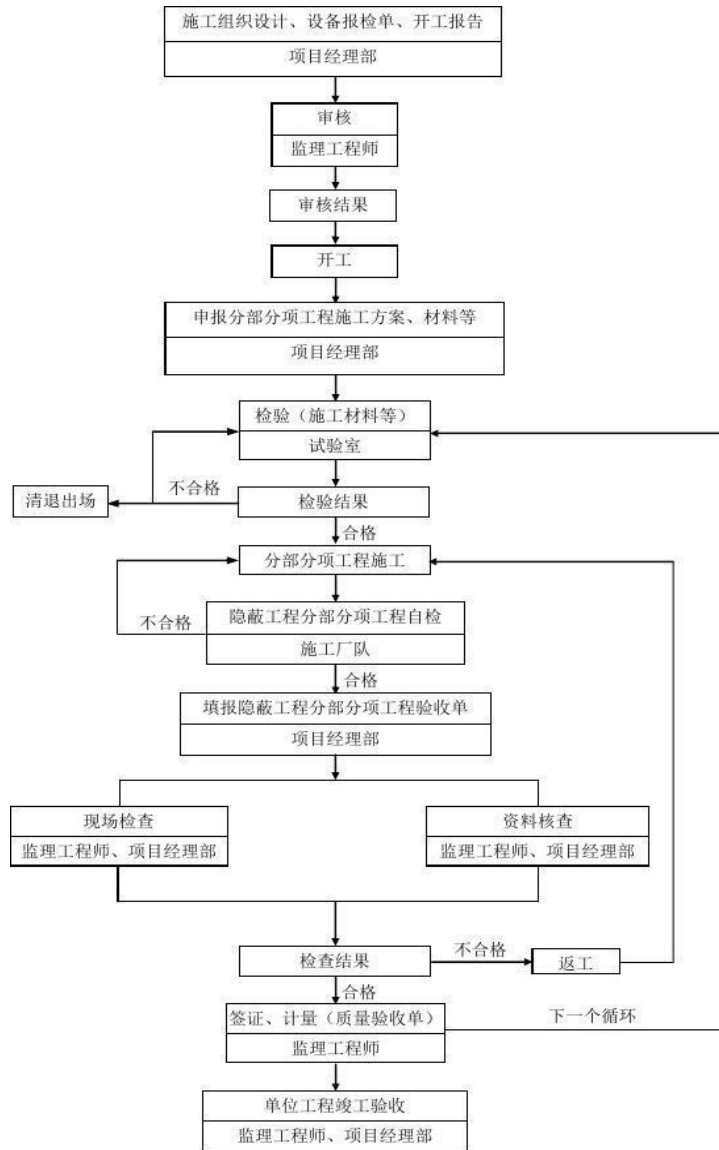 施工组织设计、设备报检单、开工报告
项目经理部
审核
监理工程师
审核结果
开工
申报分部分项工程施工方案、材料等
项目经理部
检验（施工材料等）
试验室
清退出场
不合格
检验结果
合格
分部分项工程施工
不合格
隐蔽工程分部分项工程自检
施工厂队
合格
填报隐蔽工程分部分项工程验收单
项目经理部
现场检查
监理工程师、项目经理部
资料核查
监理工程师、项目经理部
检查结果
不合格
返工
合格
签证、计量（质量验收单）
监理工程师
下一个循环
单位工程竣工验收
监理工程师、项目经理部